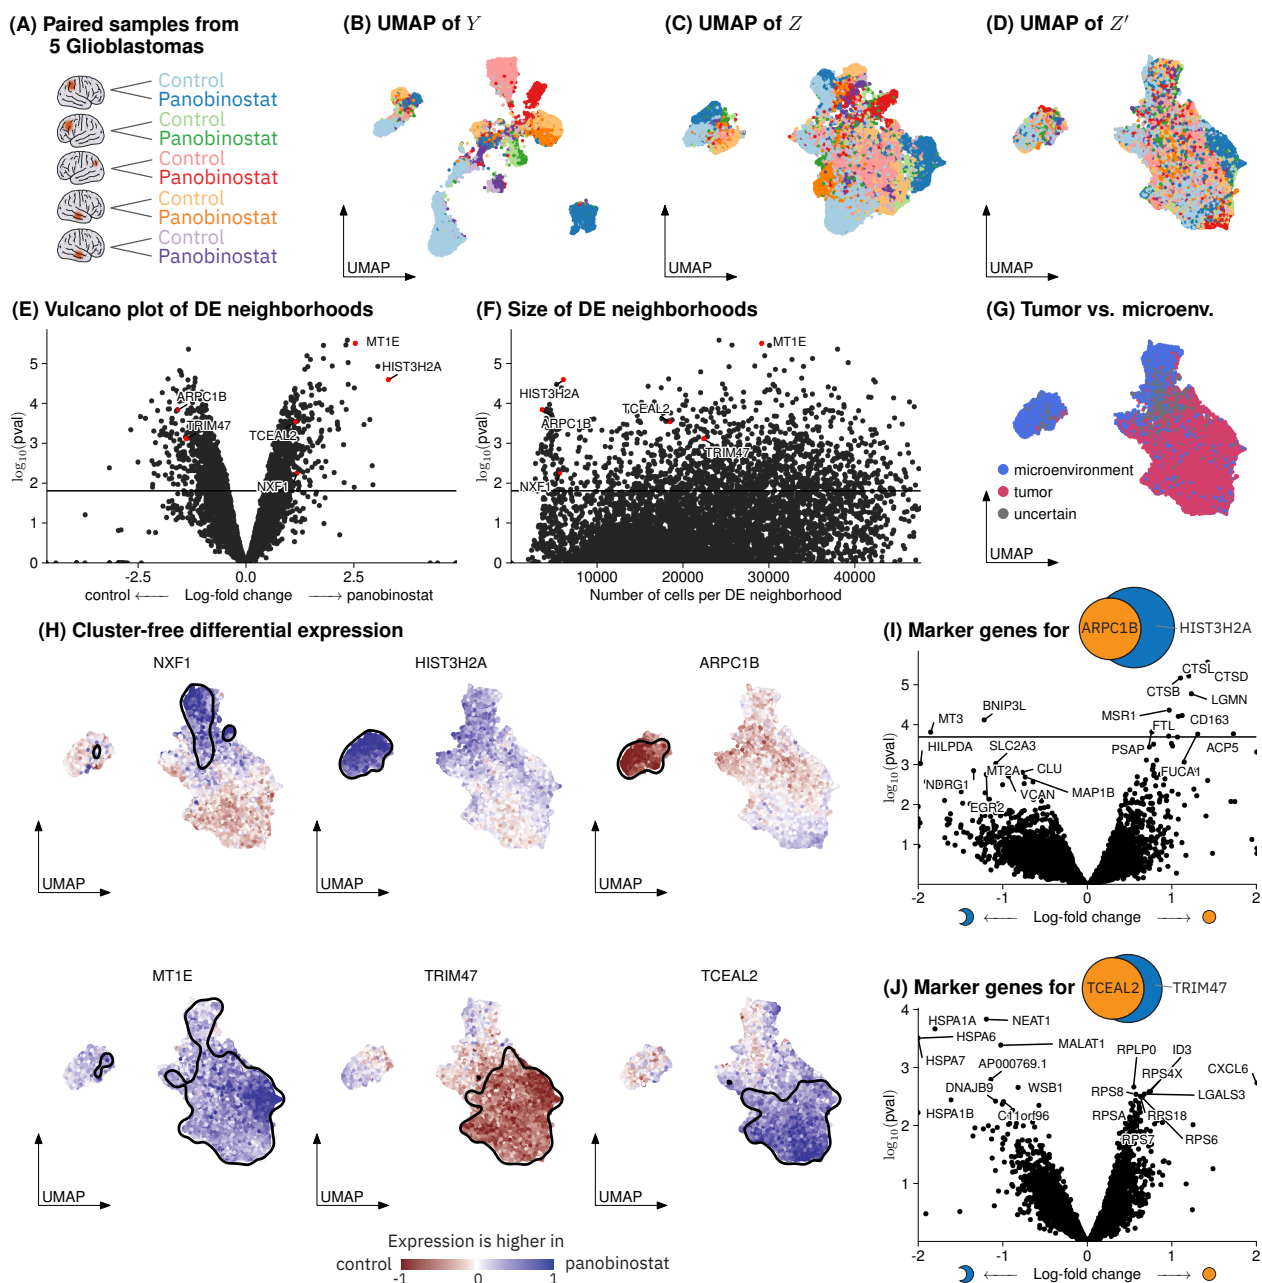 (A) Paired samples from
5 Glioblastomas
Control
Panobinostat
Control
Panobinostat
Control
Panobinostat
Control
Panobinostat
Control
Panobinostat
(B) UMAP of Y
UMAP
(C) UMAP of Z
UMAP
(D) UMAP of Z′
UMAP
(E) Vulcano plot of DE neighborhoods
log10(pval)
5
4
3
2
1
0
MT1E
HIST3H2A
ARPC1B
TRIM47
TCEAL2
NXF1
-2.5
0.0
2.5
control ⟵ Log-fold change ⟶ panobinostat
(F) Size of DE neighborhoods
log10(pval)
5
4
3
2
1
0
MT1E
HIST3H2A
TCEAL2
ARPC1B
TRIM47
NXF1
10000
20000
30000
40000
Number of cells per DE neighborhood
(G) Tumor vs. microenv.
microenvironment
tumor
uncertain
UMAP
(H) Cluster-free differential expression
NXF1
UMAP
HIST3H2A
UMAP
ARPC1B
UMAP
MT1E
UMAP
TRIM47
UMAP
TCEAL2
UMAP
Expression is higher in
control
panobinostat
-1
0
1
(I) Marker genes for
ARPC1B
HIST3H2A
log10(pval)
5
4
3
2
1
CTSL
CTSD
CTSB
LGMN
BNIP3L
MSR1
MT3
FTL
CD163
HILPDA
SLC2A3
PSAP
ACP5
MT2A
CLU
FUCA1
NDRG1
VCAN
MAP1B
EGR2
-2
-1
0
1
2
⟵ Log-fold change ⟶
(J) Marker genes for
TCEAL2
TRIM47
log10(pval)
4
3
2
1
HSPA1A
NEAT1
HSPA6
MALAT1
HSPA7
AP000769.1
RPLP0
ID3
CXCL6
RPS4X
DNAJB9
WSB1
RPS8
LGALS3
HSPA1B
C11orf96
RPSA
RPS18
RPS7
RPS6
-2
-1
0
1
2
⟵ Log-fold change ⟶